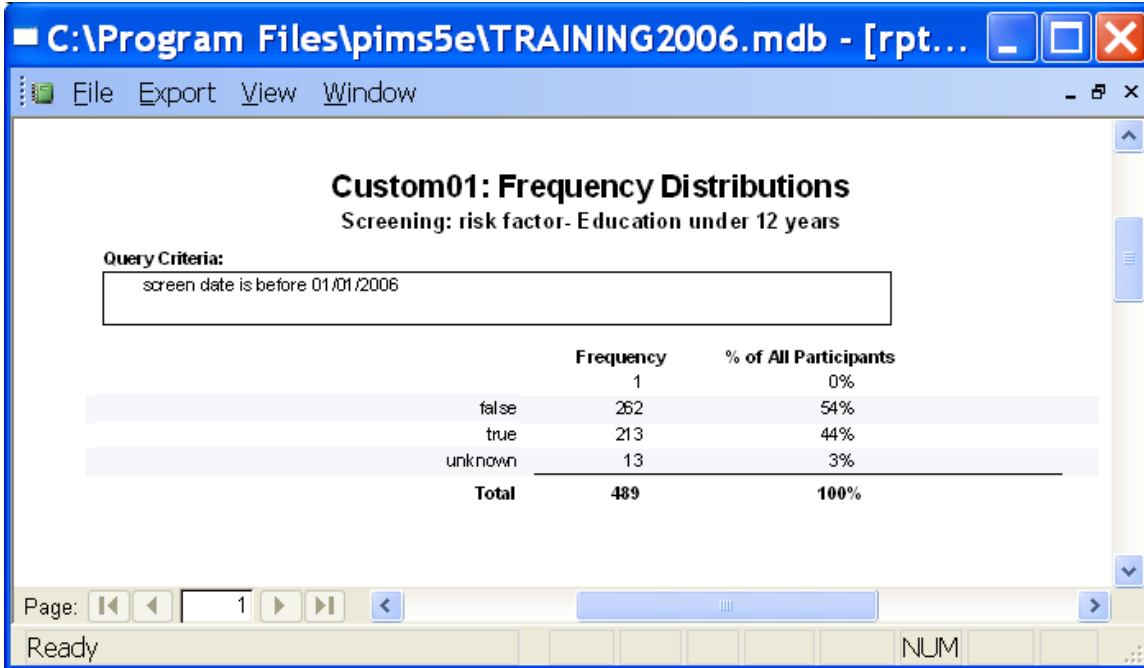 C:\Program Files\pims5e\TRAINING2006.mdb - [rpt...
File Export View Window
Custom01: Frequency Distributions
Screening: risk factor- Education under 12 years
Query Criteria:
screen date is before 01/01/2006
Frequency % of All Participants
1 0%
false 262 54%
true 213 44%
unknown 13 3%
Total 489 100%
Page: 1
Ready NUM